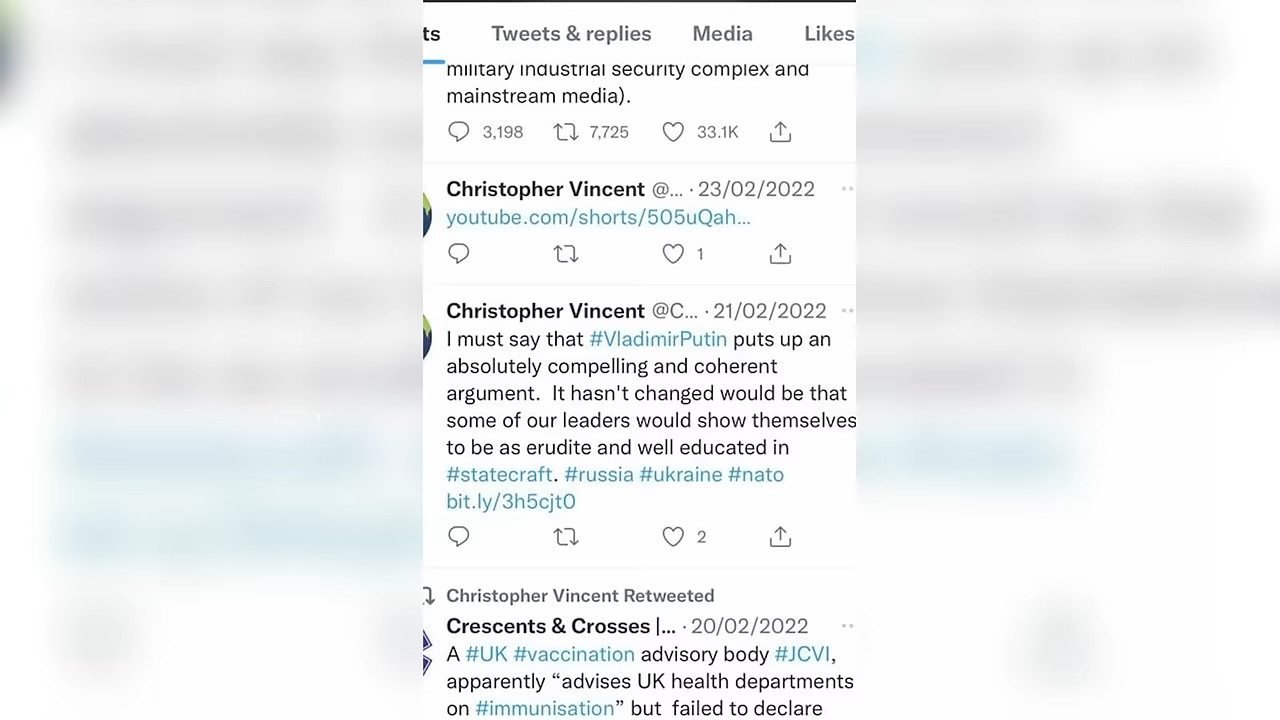 ts Tweets & replies Media Likes
military industrial security complex and
mainstream media).
3,198 7,725 33.1K
Christopher Vincent @... · 23/02/2022
youtube.com/shorts/505uQah...
1
Christopher Vincent @C... · 21/02/2022
I must say that #VladimirPutin puts up an
absolutely compelling and coherent
argument. It hasn't changed would be that
some of our leaders would show themselves
to be as erudite and well educated in
#statecraft. #russia #ukraine #nato
bit.ly/3h5cjtO
2
Christopher Vincent Retweeted
Crescents & Crosses |... · 20/02/2022
A #UK #vaccination advisory body #JCVI,
apparently “advises UK health departments
on #immunisation” but failed to declare